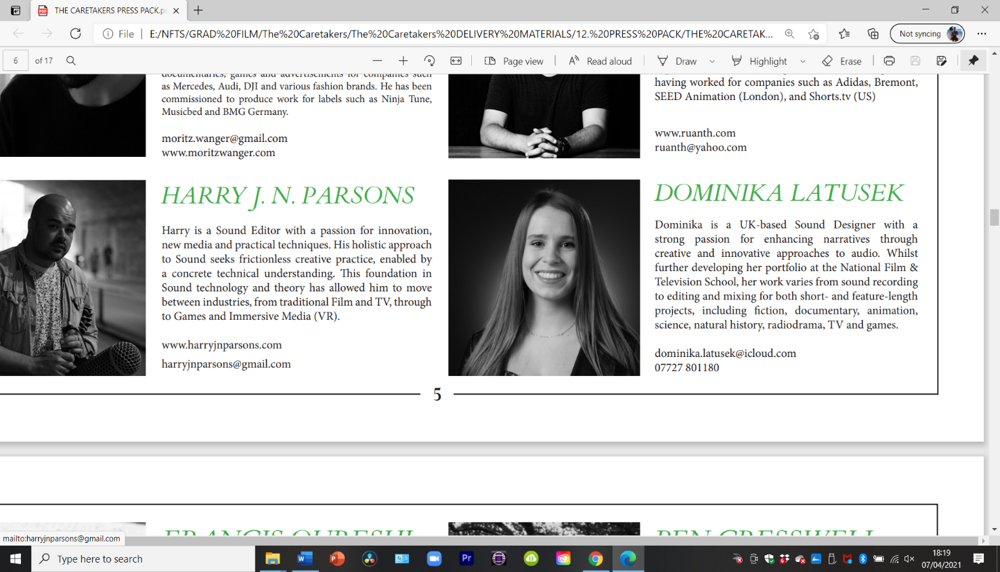 THE CARETAKERS PRESS PACK.p
File
E:/NFTS/GRAD%20FILM/The%20Caretakers/The%20Caretakers%20DELIVERY%20MATERIALS/12.%20PRESS%20PACK/THE%20CARETAK...
Not syncing
6 of 17
Page view
Read aloud
Draw
Highlight
Erase
documentaries, games and advertisements for companies such
as Mercedes, Audi, DJI and various fashion brands. He has been
commissioned to produce work for labels such as Ninja Tune,
Musicbed and BMG Germany.
moritz.wanger@gmail.com
www.moritzwanger.com
having worked for companies such as Adidas, Bremont,
SEED Animation (London), and Shorts.tv (US)
www.ruanth.com
ruanth@yahoo.com
HARRY J. N. PARSONS
Harry is a Sound Editor with a passion for innovation,
new media and practical techniques. His holistic approach
to Sound seeks frictionless creative practice, enabled by
a concrete technical understanding. This foundation in
Sound technology and theory has allowed him to move
between industries, from traditional Film and TV, through
to Games and Immersive Media (VR).
www.harryjnparsons.com
harryjnparsons@gmail.com
DOMINIKA LATUSEK
Dominika is a UK-based Sound Designer with a
strong passion for enhancing narratives through
creative and innovative approaches to audio. Whilst
further developing her portfolio at the National Film &
Television School, her work varies from sound recording
to editing and mixing for both short- and feature-length
projects, including fiction, documentary, animation,
science, natural history, radiodrama, TV and games.
dominika.latusek@icloud.com
07727 801180
5
FRANCIS QURESHI
BEN CRESSWELL
mailto:harryjnparsons@gmail.com
Type here to search
18:19
07/04/2021